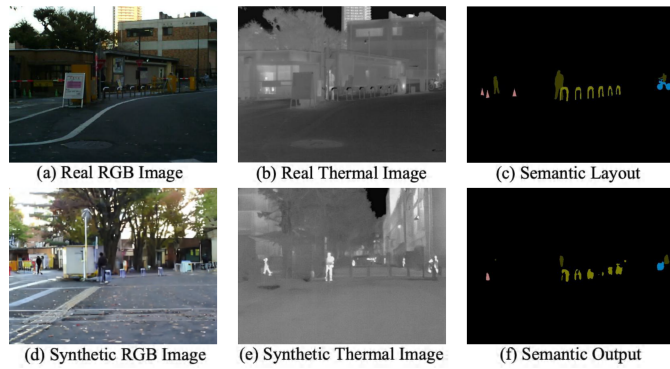 (a) Real RGB Image
(b) Real Thermal Image
(c) Semantic Layout
(d) Synthetic RGB Image
(e) Synthetic Thermal Image
(f) Semantic Output